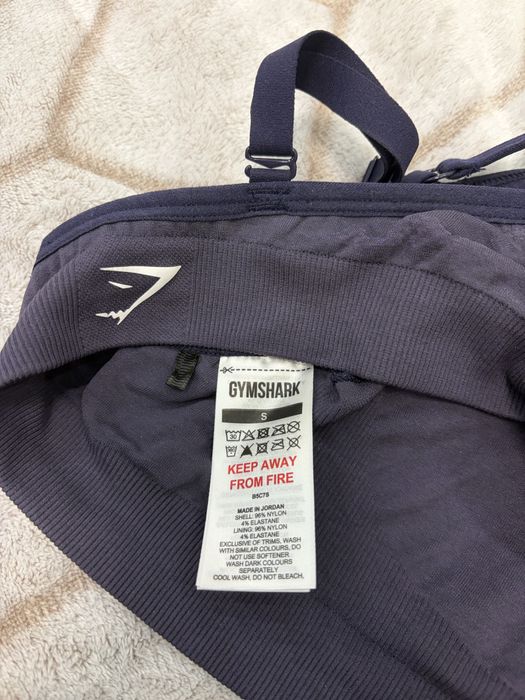 GYMSHARK
S
30
KEEP AWAY
FROM FIRE
B5C7S
MADE IN JORDAN
SHELL: 96% NYLON
4% ELASTANE
LINING: 96% NYLON
4% ELASTANE
EXCLUSIVE OF TRIMS, WASH
WITH SIMILAR COLOURS, DO
NOT USE SOFTENER
WASH DARK COLOURS
SEPARATELY
COOL WASH, DO NOT BLEACH,